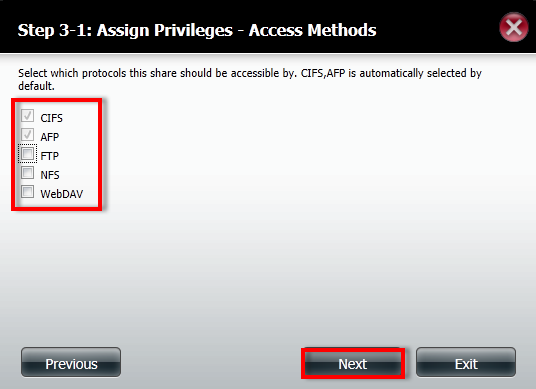 Step 3-1: Assign Privileges - Access Methods
Select which protocols this share should be accessible by. CIFS,AFP is automatically selected by
default.
CIFS
AFP
FTP
NFS
WebDAV
Previous Next Exit